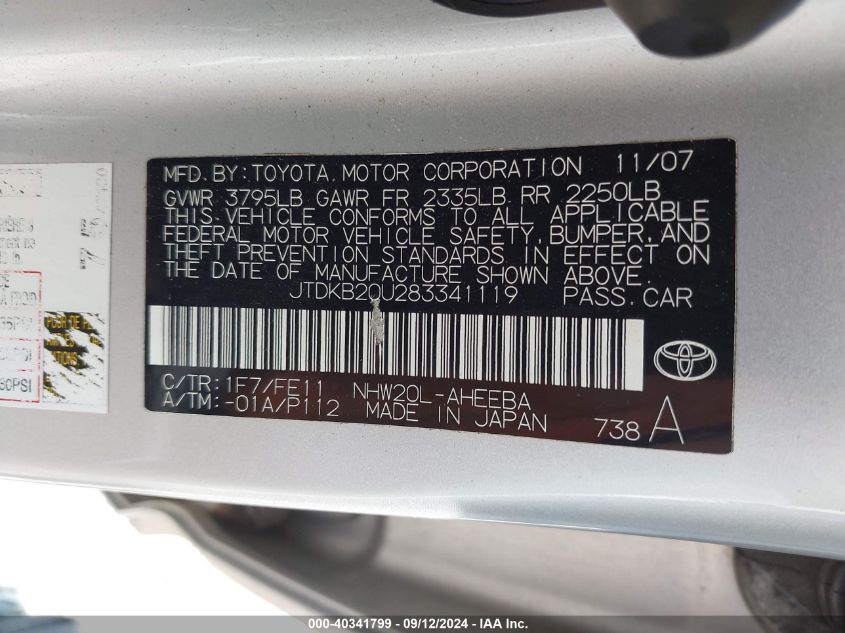 MFD. BY: TOYOTA MOTOR CORPORATION 11/07
GVWR 3795LB GAWR FR 2335LB RR 2250LB
THIS VEHICLE CONFORMS TO ALL APPLICABLE
FEDERAL MOTOR VEHICLE SAFETY, BUMPER, AND
THEFT PREVENTION STANDARDS IN EFFECT ON
THE DATE OF MANUFACTURE SHOWN ABOVE.
JTDKB20U283341119 PASS. CAR
C/TR: 1F7/FE11 NHW20L-AHEEBA
A/TM: -01A/P112 MADE IN JAPAN 738 A
60PSI
000-40341799 - 09/12/2024 - IAA Inc.